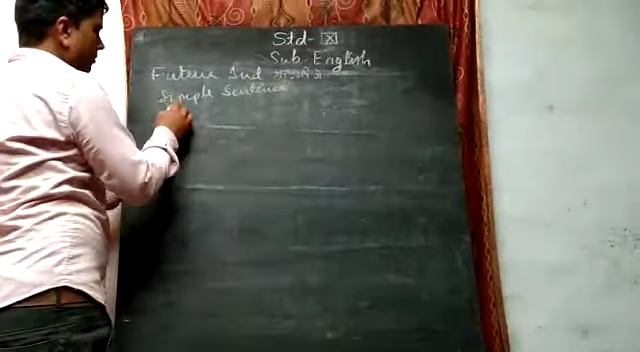 Std - X
Sub. English
Future Ind
Simple Sentence